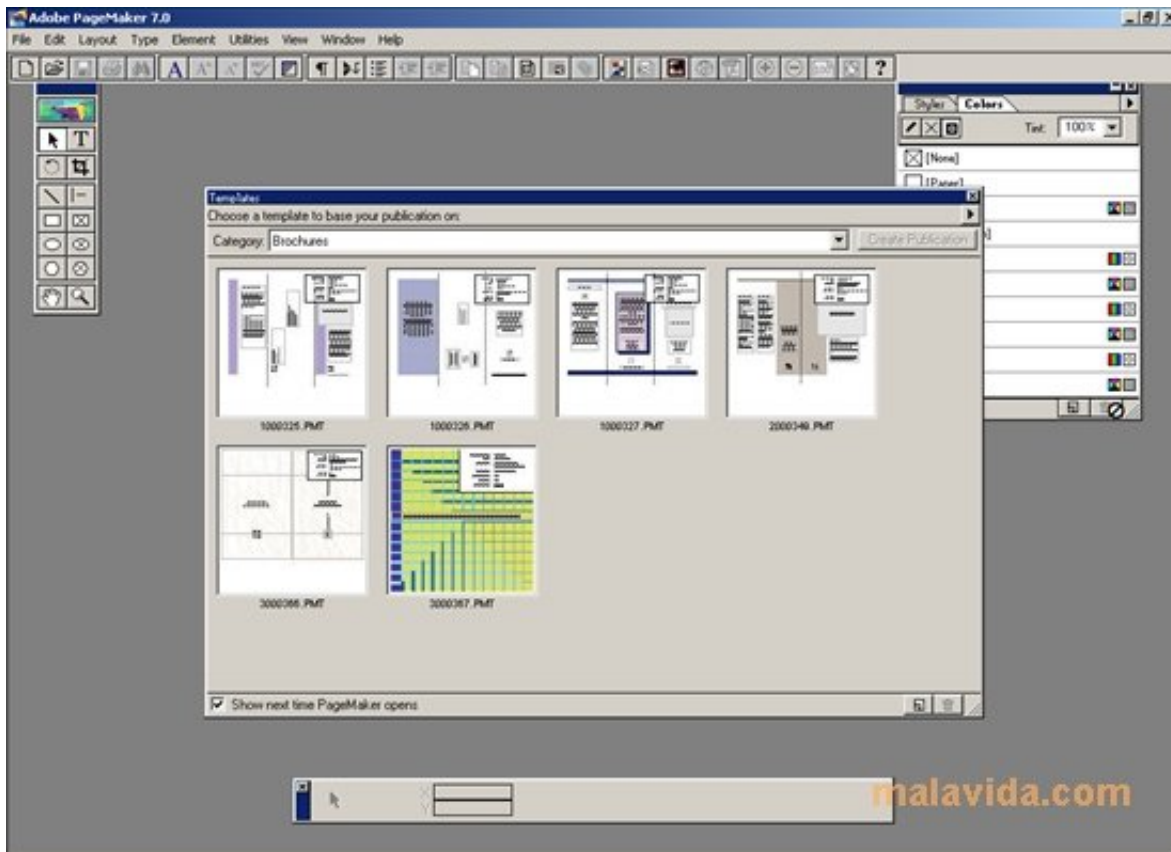 Adobe PageMaker 7.0
File Edit Layout Type Element Utilities View Window Help
Styles Colors
Tint: 100%
[None]
[Paper]
Templates
Choose a template to base your publication on:
Category: Brochures
Create Publication
1000325.PMT 1000326.PMT 1000327.PMT 2000349.PMT
3000366.PMT 3000367.PMT
Show next time PageMaker opens
X
Y
malavida.com